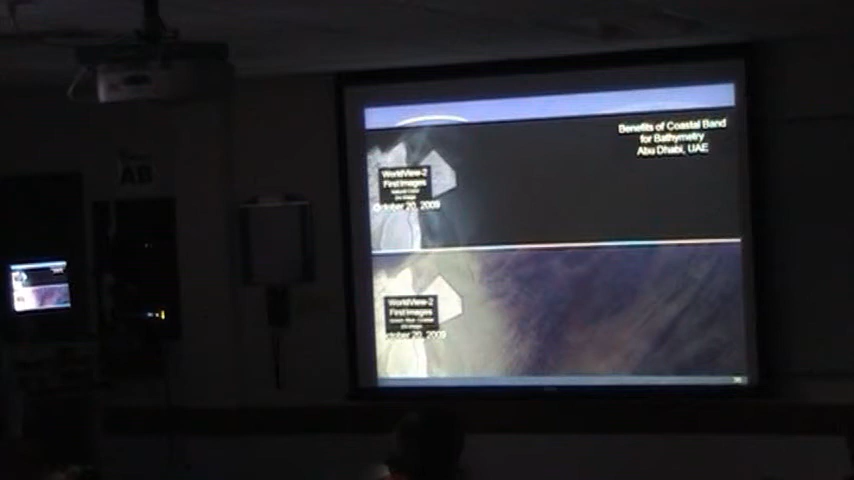 Benefits of Coastal Band
for Bathymetry
Abu Dhabi, UAE
WorldView-2
First Images
October 20, 2009
WorldView-2
First Images
October 20, 2009
AB